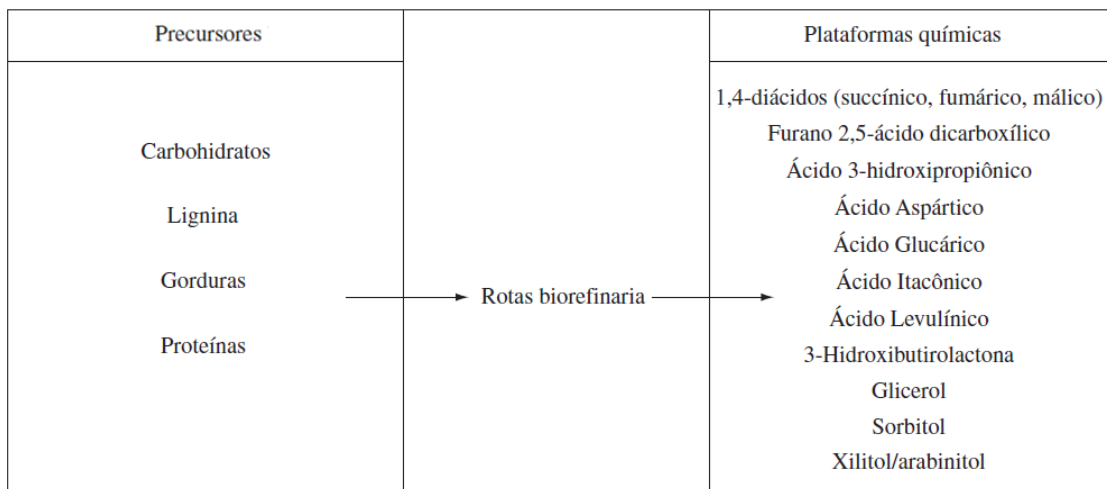 Precursores
Plataformas químicas
Carbohidratos
Lignina
Gorduras
Proteínas
Rotas biorefinaria
1,4-diácidos (succínico, fumárico, málico)
Furano 2,5-ácido dicarboxílico
Ácido 3-hidroxipropiônico
Ácido Aspártico
Ácido Glucárico
Ácido Itacônico
Ácido Levulínico
3-Hidroxibutirolactona
Glicerol
Sorbitol
Xilitol/arabinitol